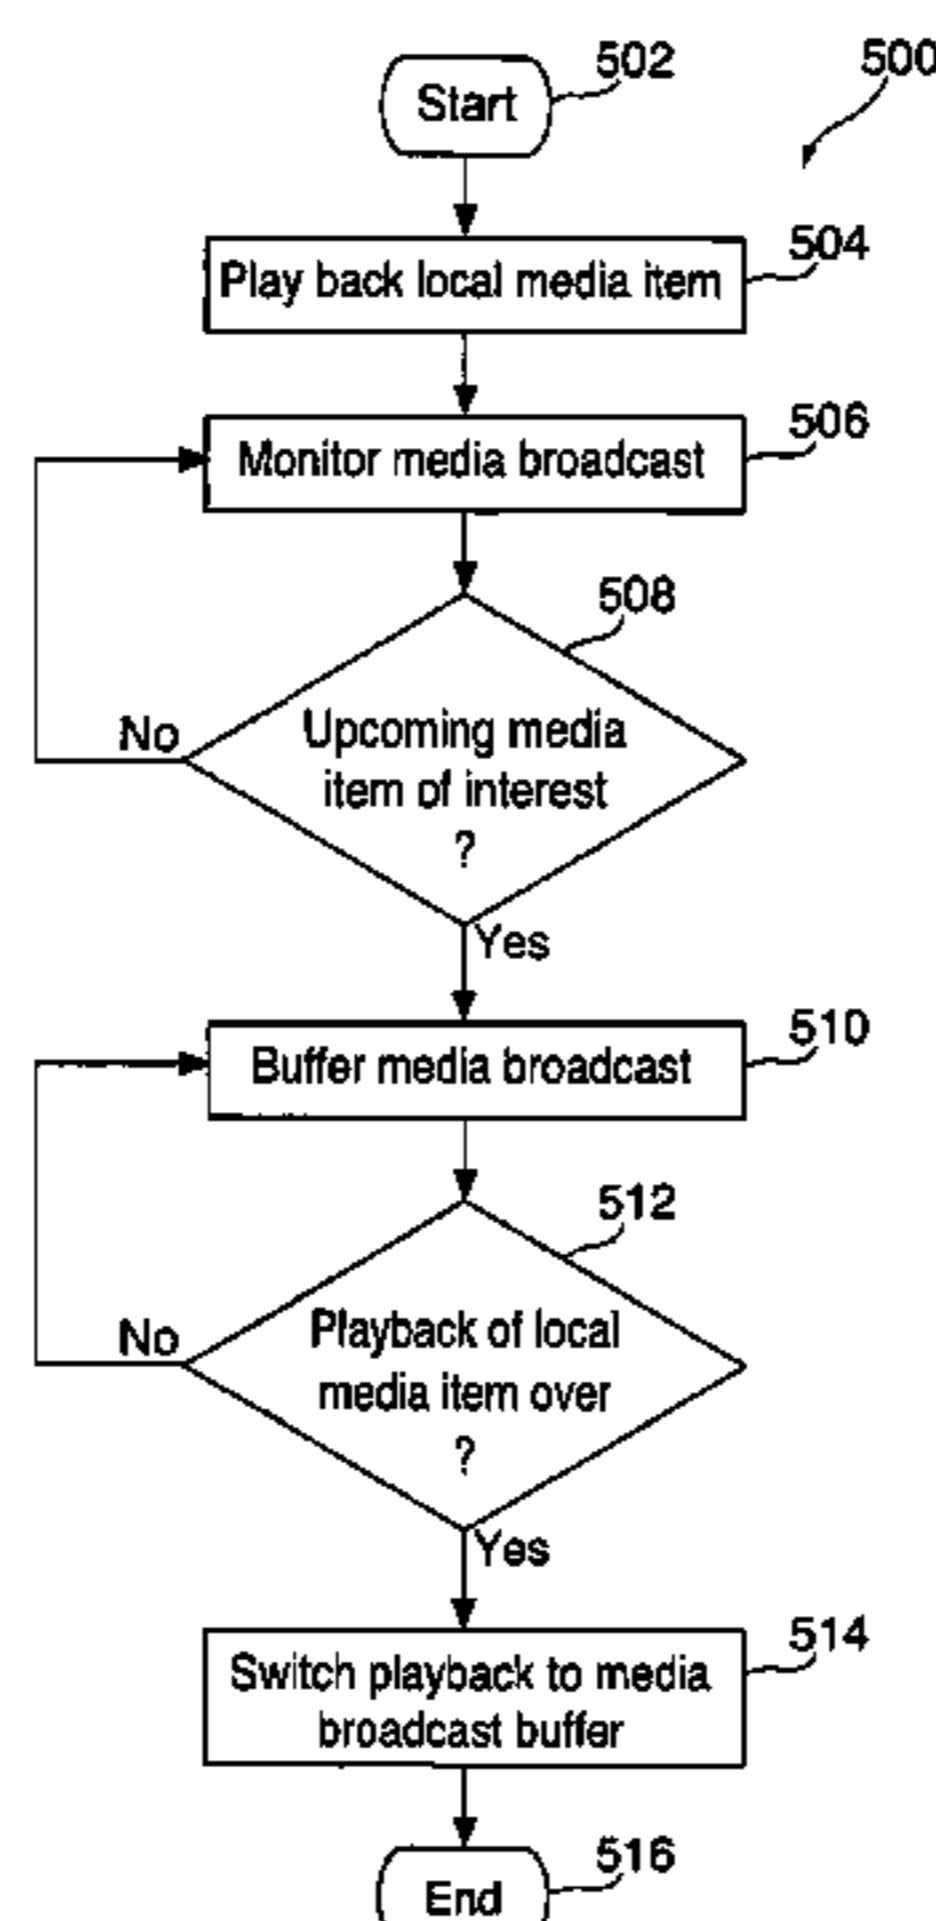 502
500
Start
504
Play back local media item
506
Monitor media broadcast
508
No
Upcoming media
item of interest
?
Yes
510
Buffer media broadcast
512
No
Playback of local
media item over
?
Yes
514
Switch playback to media
broadcast buffer
516
End